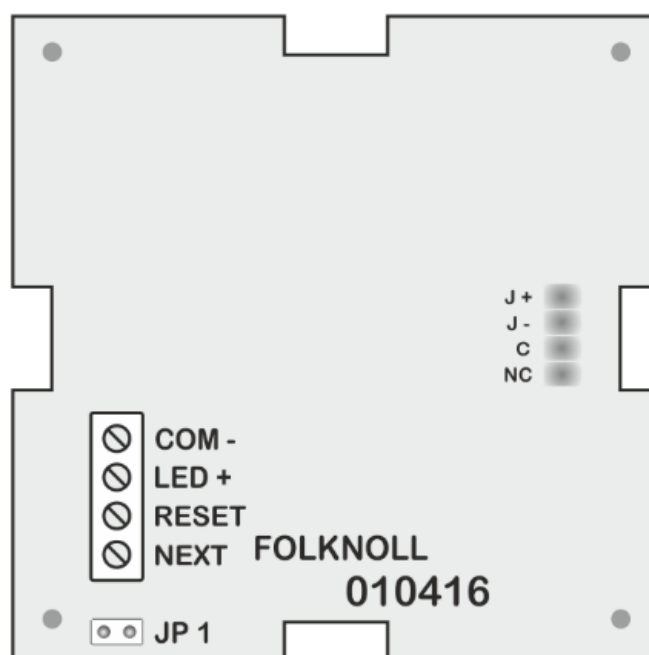 J +
J -
C
NC
COM -
LED +
RESET
NEXT
FOLKNOLL
010416
JP 1